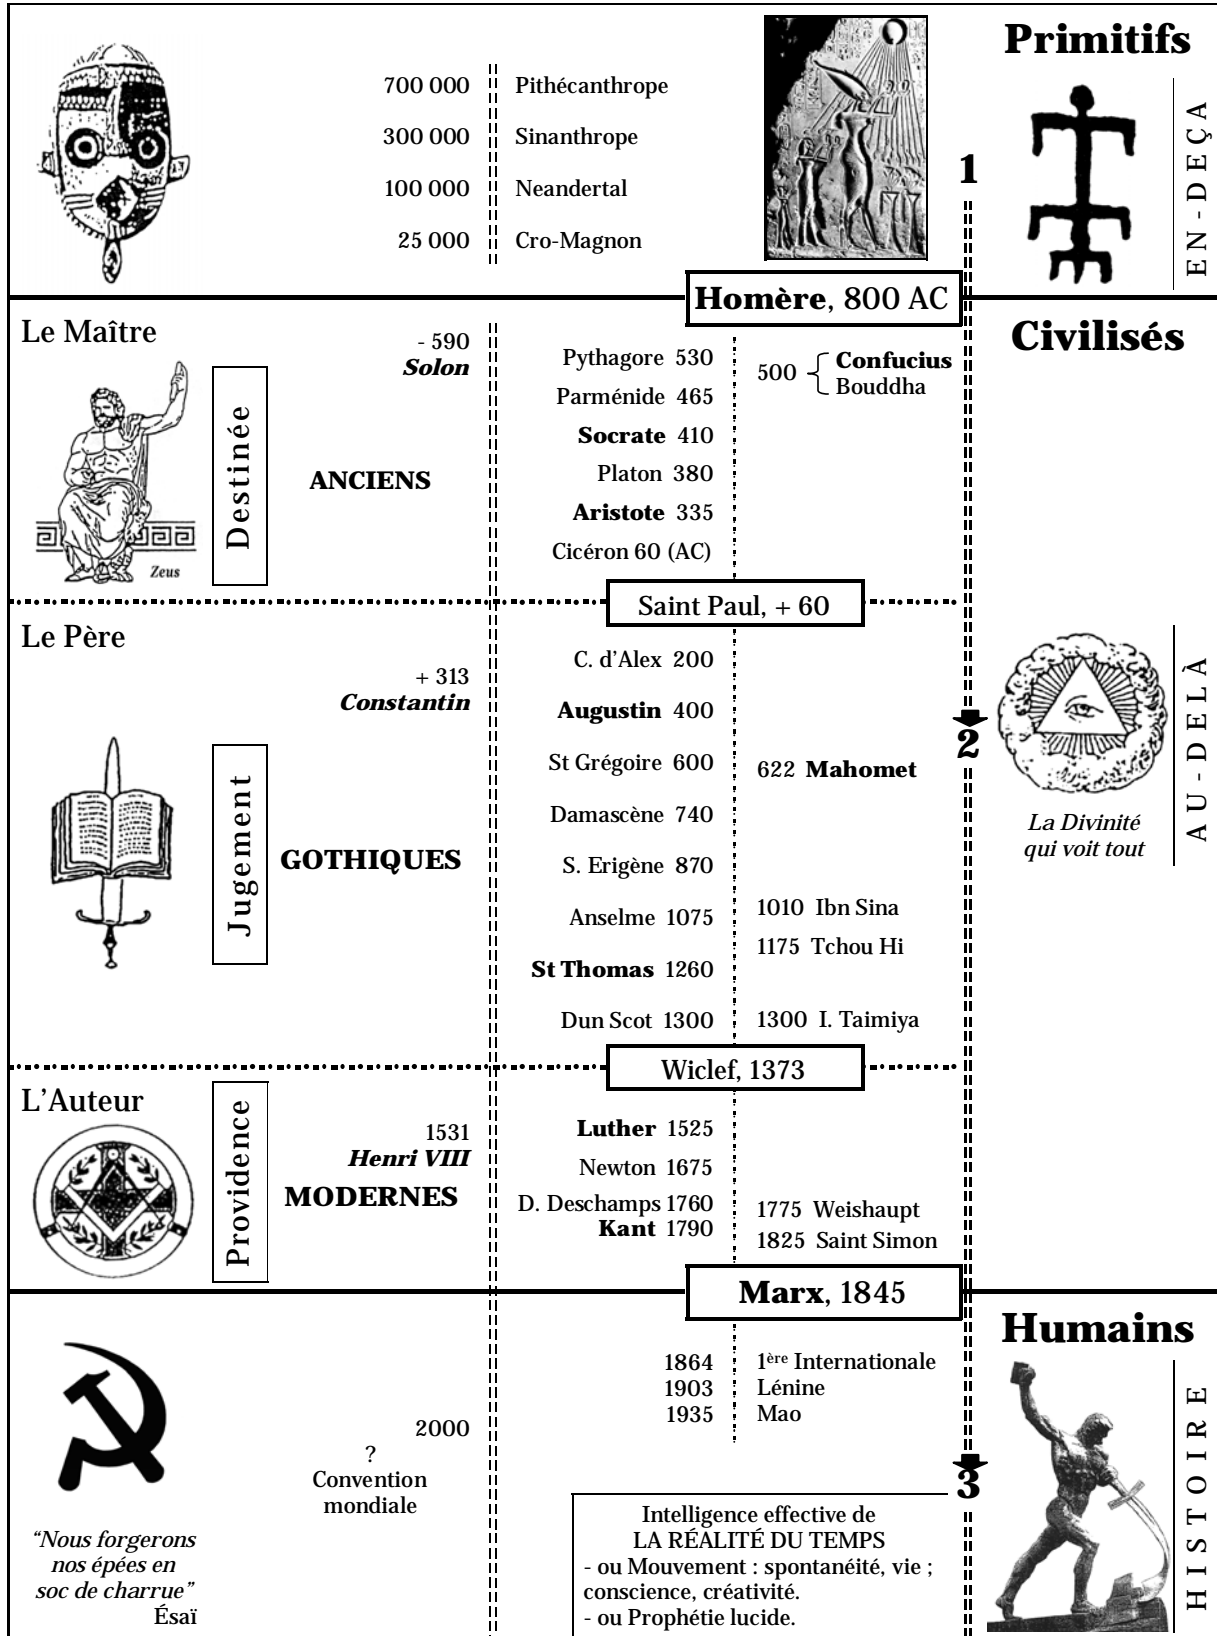 Primitifs
700 000 Pithécanthrope
300 000 Sinanthrope
100 000 Neandertal
25 000 Cro-Magnon
1
EN-DEÇA
Homère, 800 AC
Civilisés
Le Maître
Zeus
Destinée
- 590
Solon
ANCIENS
Pythagore 530
Parménide 465
Socrate 410
Platon 380
Aristote 335
Cicéron 60 (AC)
500 { Confucius
Bouddha
Saint Paul, + 60
Le Père
Jugement
+ 313
Constantin
GOTHIQUES
C. d'Alex 200
Augustin 400
St Grégoire 600
Damascène 740
S. Erigène 870
Anselme 1075
St Thomas 1260
Dun Scot 1300
622 Mahomet
1010 Ibn Sina
1175 Tchou Hi
1300 I. Taimiya
2
La Divinité
qui voit tout
AU-DELÀ
Wiclef, 1373
L'Auteur
Providence
1531
Henri VIII
MODERNES
Luther 1525
Newton 1675
D. Deschamps 1760
Kant 1790
1775 Weishaupt
1825 Saint Simon
Marx, 1845
Humains
"Nous forgerons
nos épées en
soc de charrue"
Ésaï
2000
?
Convention
mondiale
1864 1ère Internationale
1903 Lénine
1935 Mao
3
Intelligence effective de
LA RÉALITÉ DU TEMPS
- ou Mouvement : spontanéité, vie ;
conscience, créativité.
- ou Prophétie lucide.
HISTOIRE